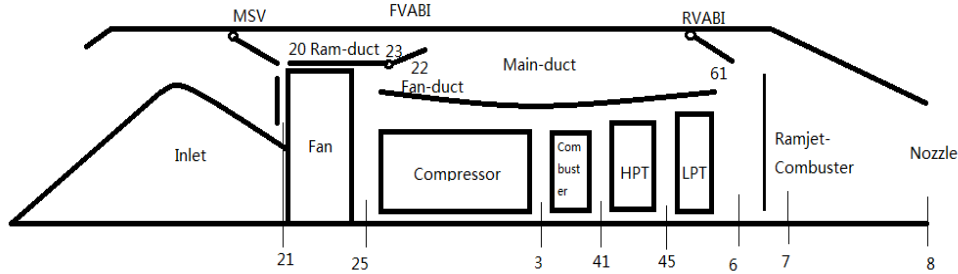 MSV
FVABI
RVABI
20 Ram-duct
23
22
Main-duct
61
Fan-duct
Inlet
Fan
Compressor
Com
bust
er
HPT
LPT
Ramjet-
Combuster
Nozzle
21
25
3
41
45
6
7
8